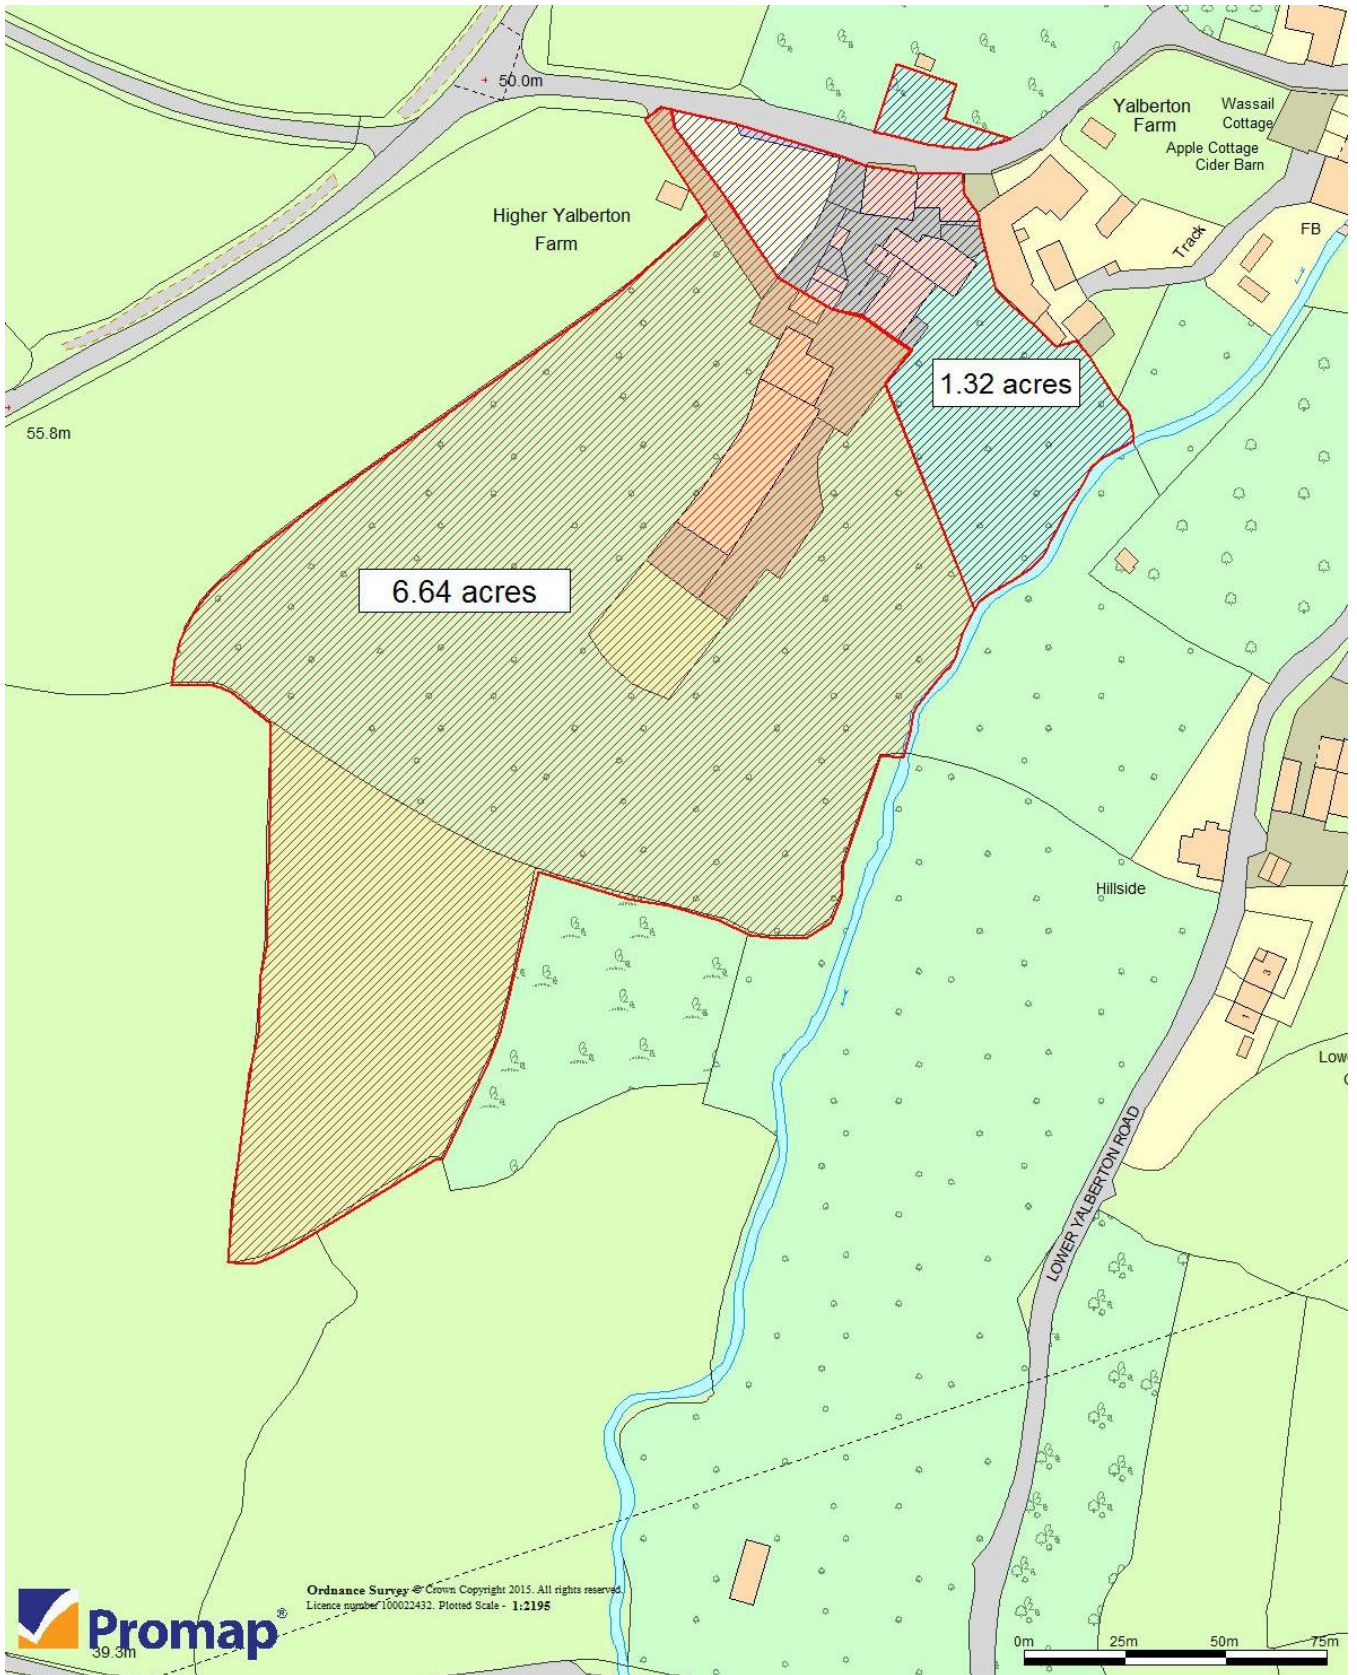 50.0m
Yalberton
Farm
Wassail
Cottage
Apple Cottage
Cider Barn
Higher Yalberton
Farm
Track
FB
1.32 acres
55.8m
6.64 acres
Hillside
3
1
LOWER YALBERTON ROAD
Ordnance Survey © Crown Copyright 2015. All rights reserved.
Licence number 100022432. Plotted Scale - 1:2195
Promap®
39.3m
0m 25m 50m 75m